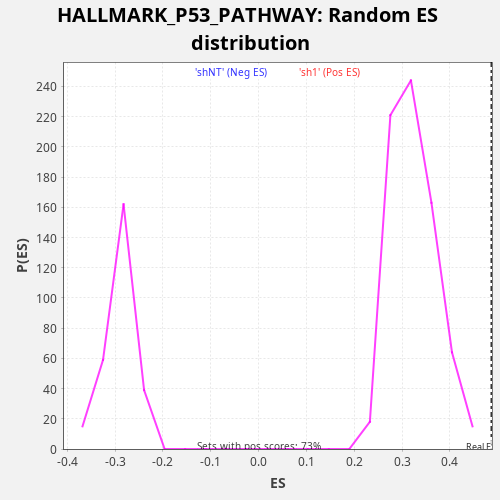 HALLMARK_P53_PATHWAY: Random ES
distribution
'shNT' (Neg ES) 'sh1' (Pos ES)
240
220
200
180
160
140
120
100
80
60
40
20
0
P(ES)
Sets with pos scores: 73%
Real E
-0.4 -0.3 -0.2 -0.1 0.0 0.1 0.2 0.3 0.4
ES